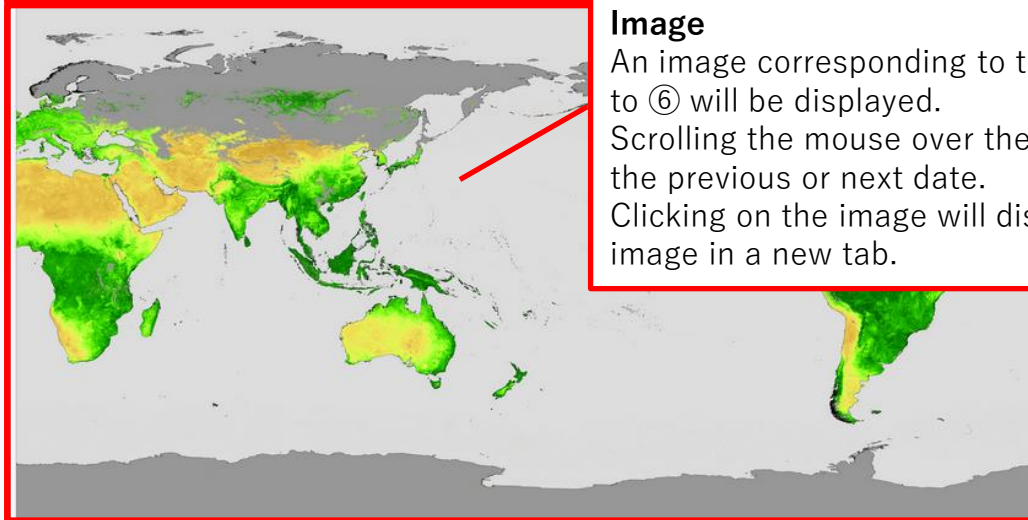 Image
An image corresponding to
to ⑥ will be displayed.
Scrolling the mouse over the
the previous or next date.
Clicking on the image will
image in a new tab.